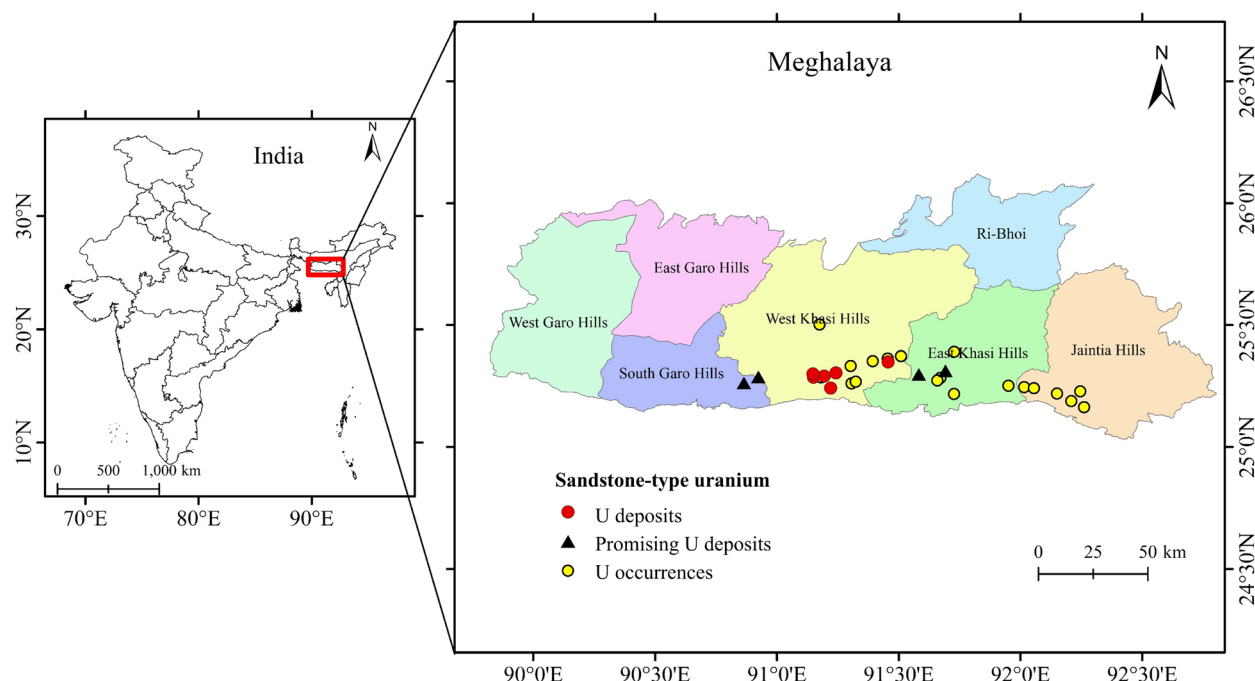 India
N
30°N
20°N
10°N
0 500 1,000 km
70°E 80°E 90°E
Meghalaya
N
Ri-Bhoi
East Garo Hills
West Garo Hills
West Khasi Hills
South Garo Hills
East Khasi Hills
Jaintia Hills
Sandstone-type uranium
U deposits
Promising U deposits
U occurrences
0 25 50 km
26°30'N
26°0'N
25°30'N
25°0'N
24°30'N
90°0'E 90°30'E 91°0'E 91°30'E 92°0'E 92°30'E